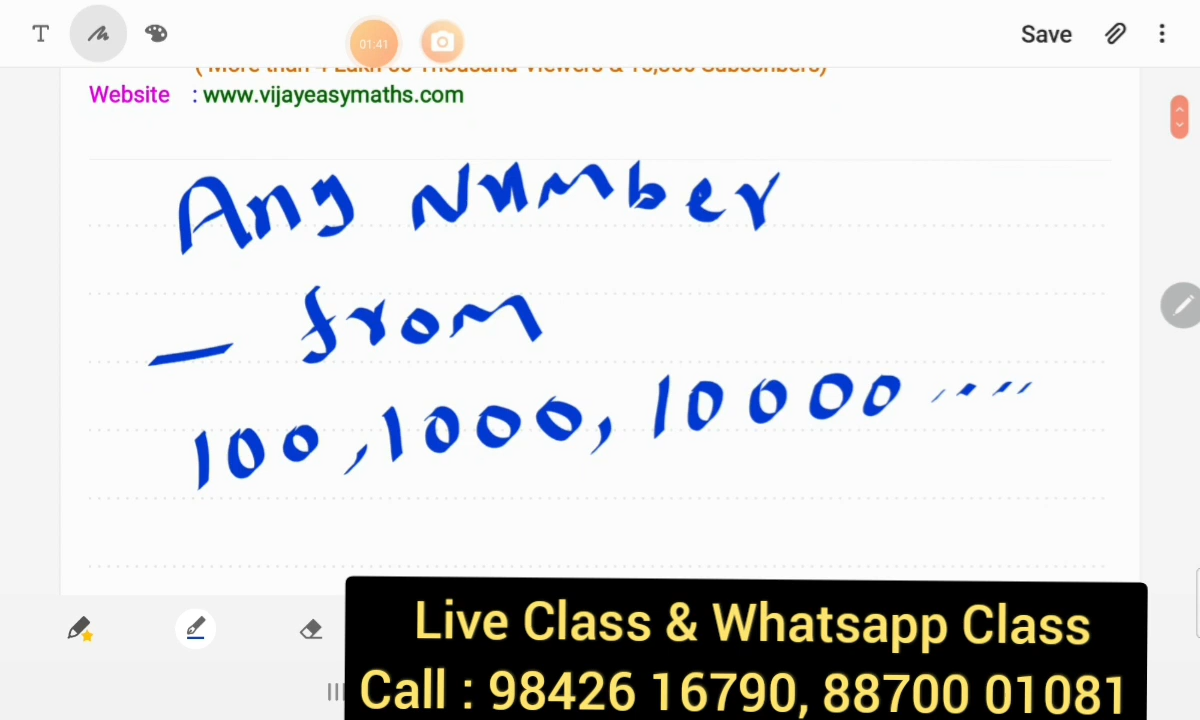 T
01:41
Save
Website : www.vijayeasymaths.com
Any Number
– from
100, 1000, 10000 ....
Live Class & Whatsapp Class
Call : 98426 16790, 88700 01081